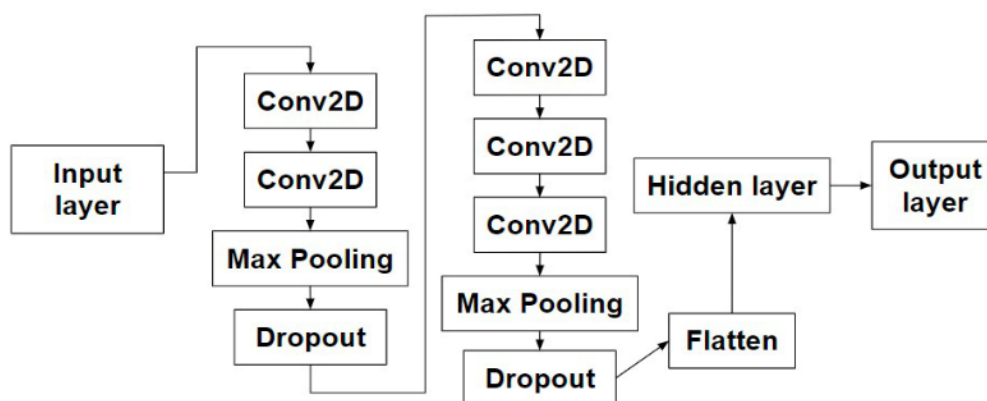 Input
layer
Conv2D
Conv2D
Max Pooling
Dropout
Conv2D
Conv2D
Conv2D
Max Pooling
Dropout
Flatten
Hidden layer
Output
layer